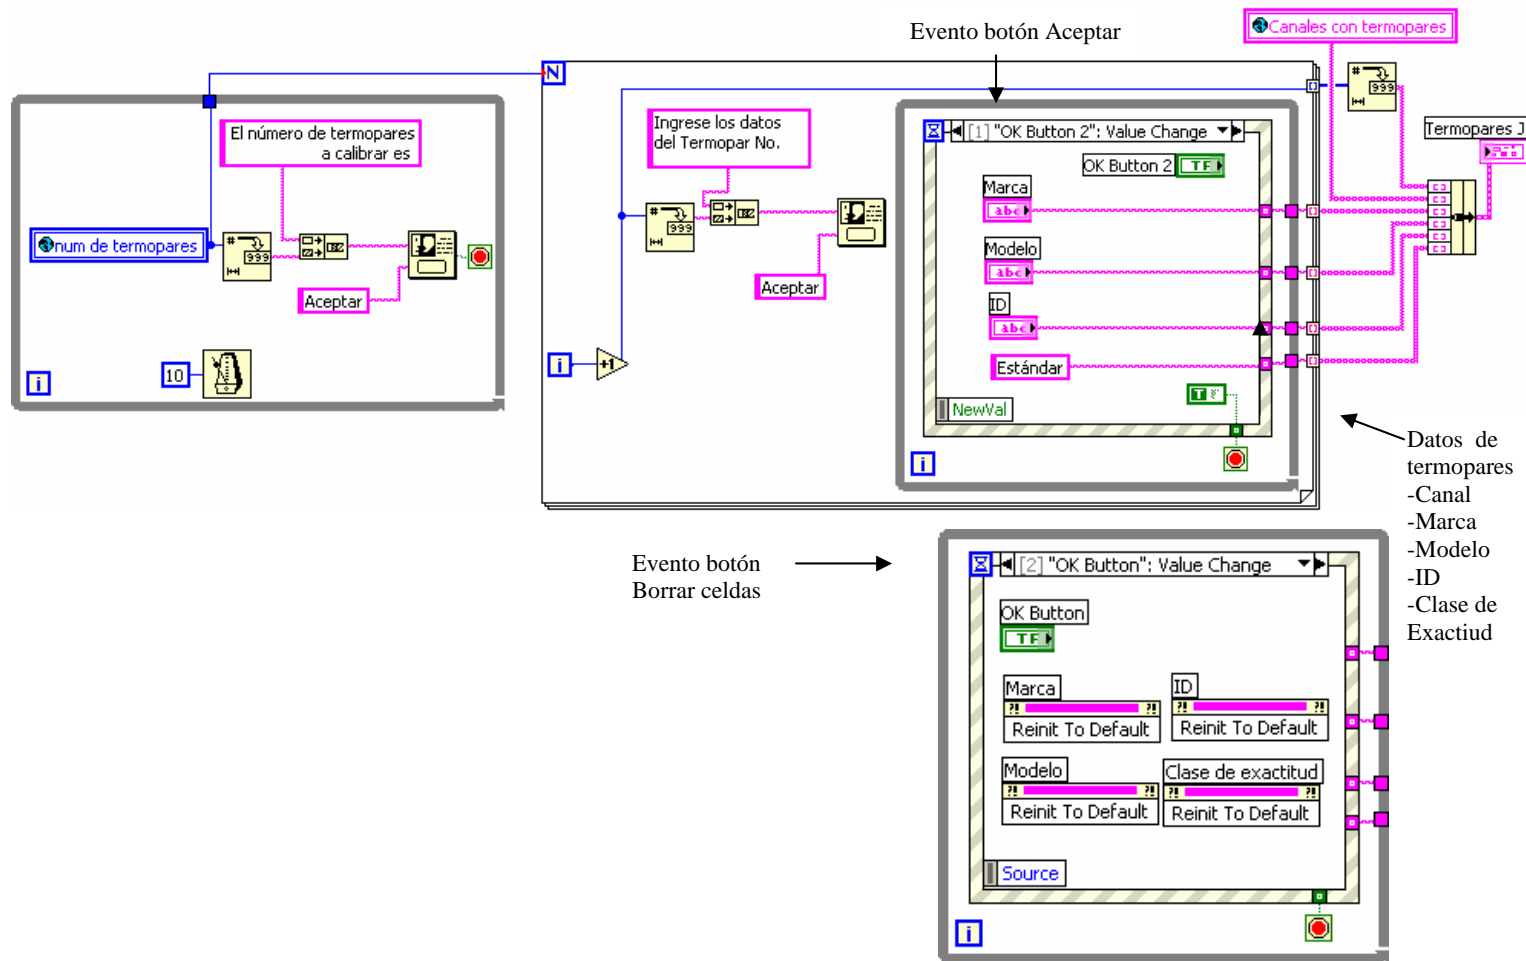 Evento botón Aceptar
Canales con termopares
N
# 999
El número de termopares
a calibrar es
Ingrese los datos
del Termopar No.
[1] "OK Button 2": Value Change
Termopares J
OK Button 2
TF
Marca
abc
# 999
num de termopares
# 999
Modelo
abc
Aceptar
Aceptar
ID
abc
Estándar
i
+1
10
i
T
NewVal
i
Datos de
termopares
-Canal
-Marca
-Modelo
-ID
-Clase de
Exactiud
Evento botón
Borrar celdas
[2] "OK Button": Value Change
OK Button
TF
Marca
?! ?!
Reinit To Default
ID
?! ?!
Reinit To Default
Modelo
?! ?!
Reinit To Default
Clase de exactitud
?! ?!
Reinit To Default
Source
i